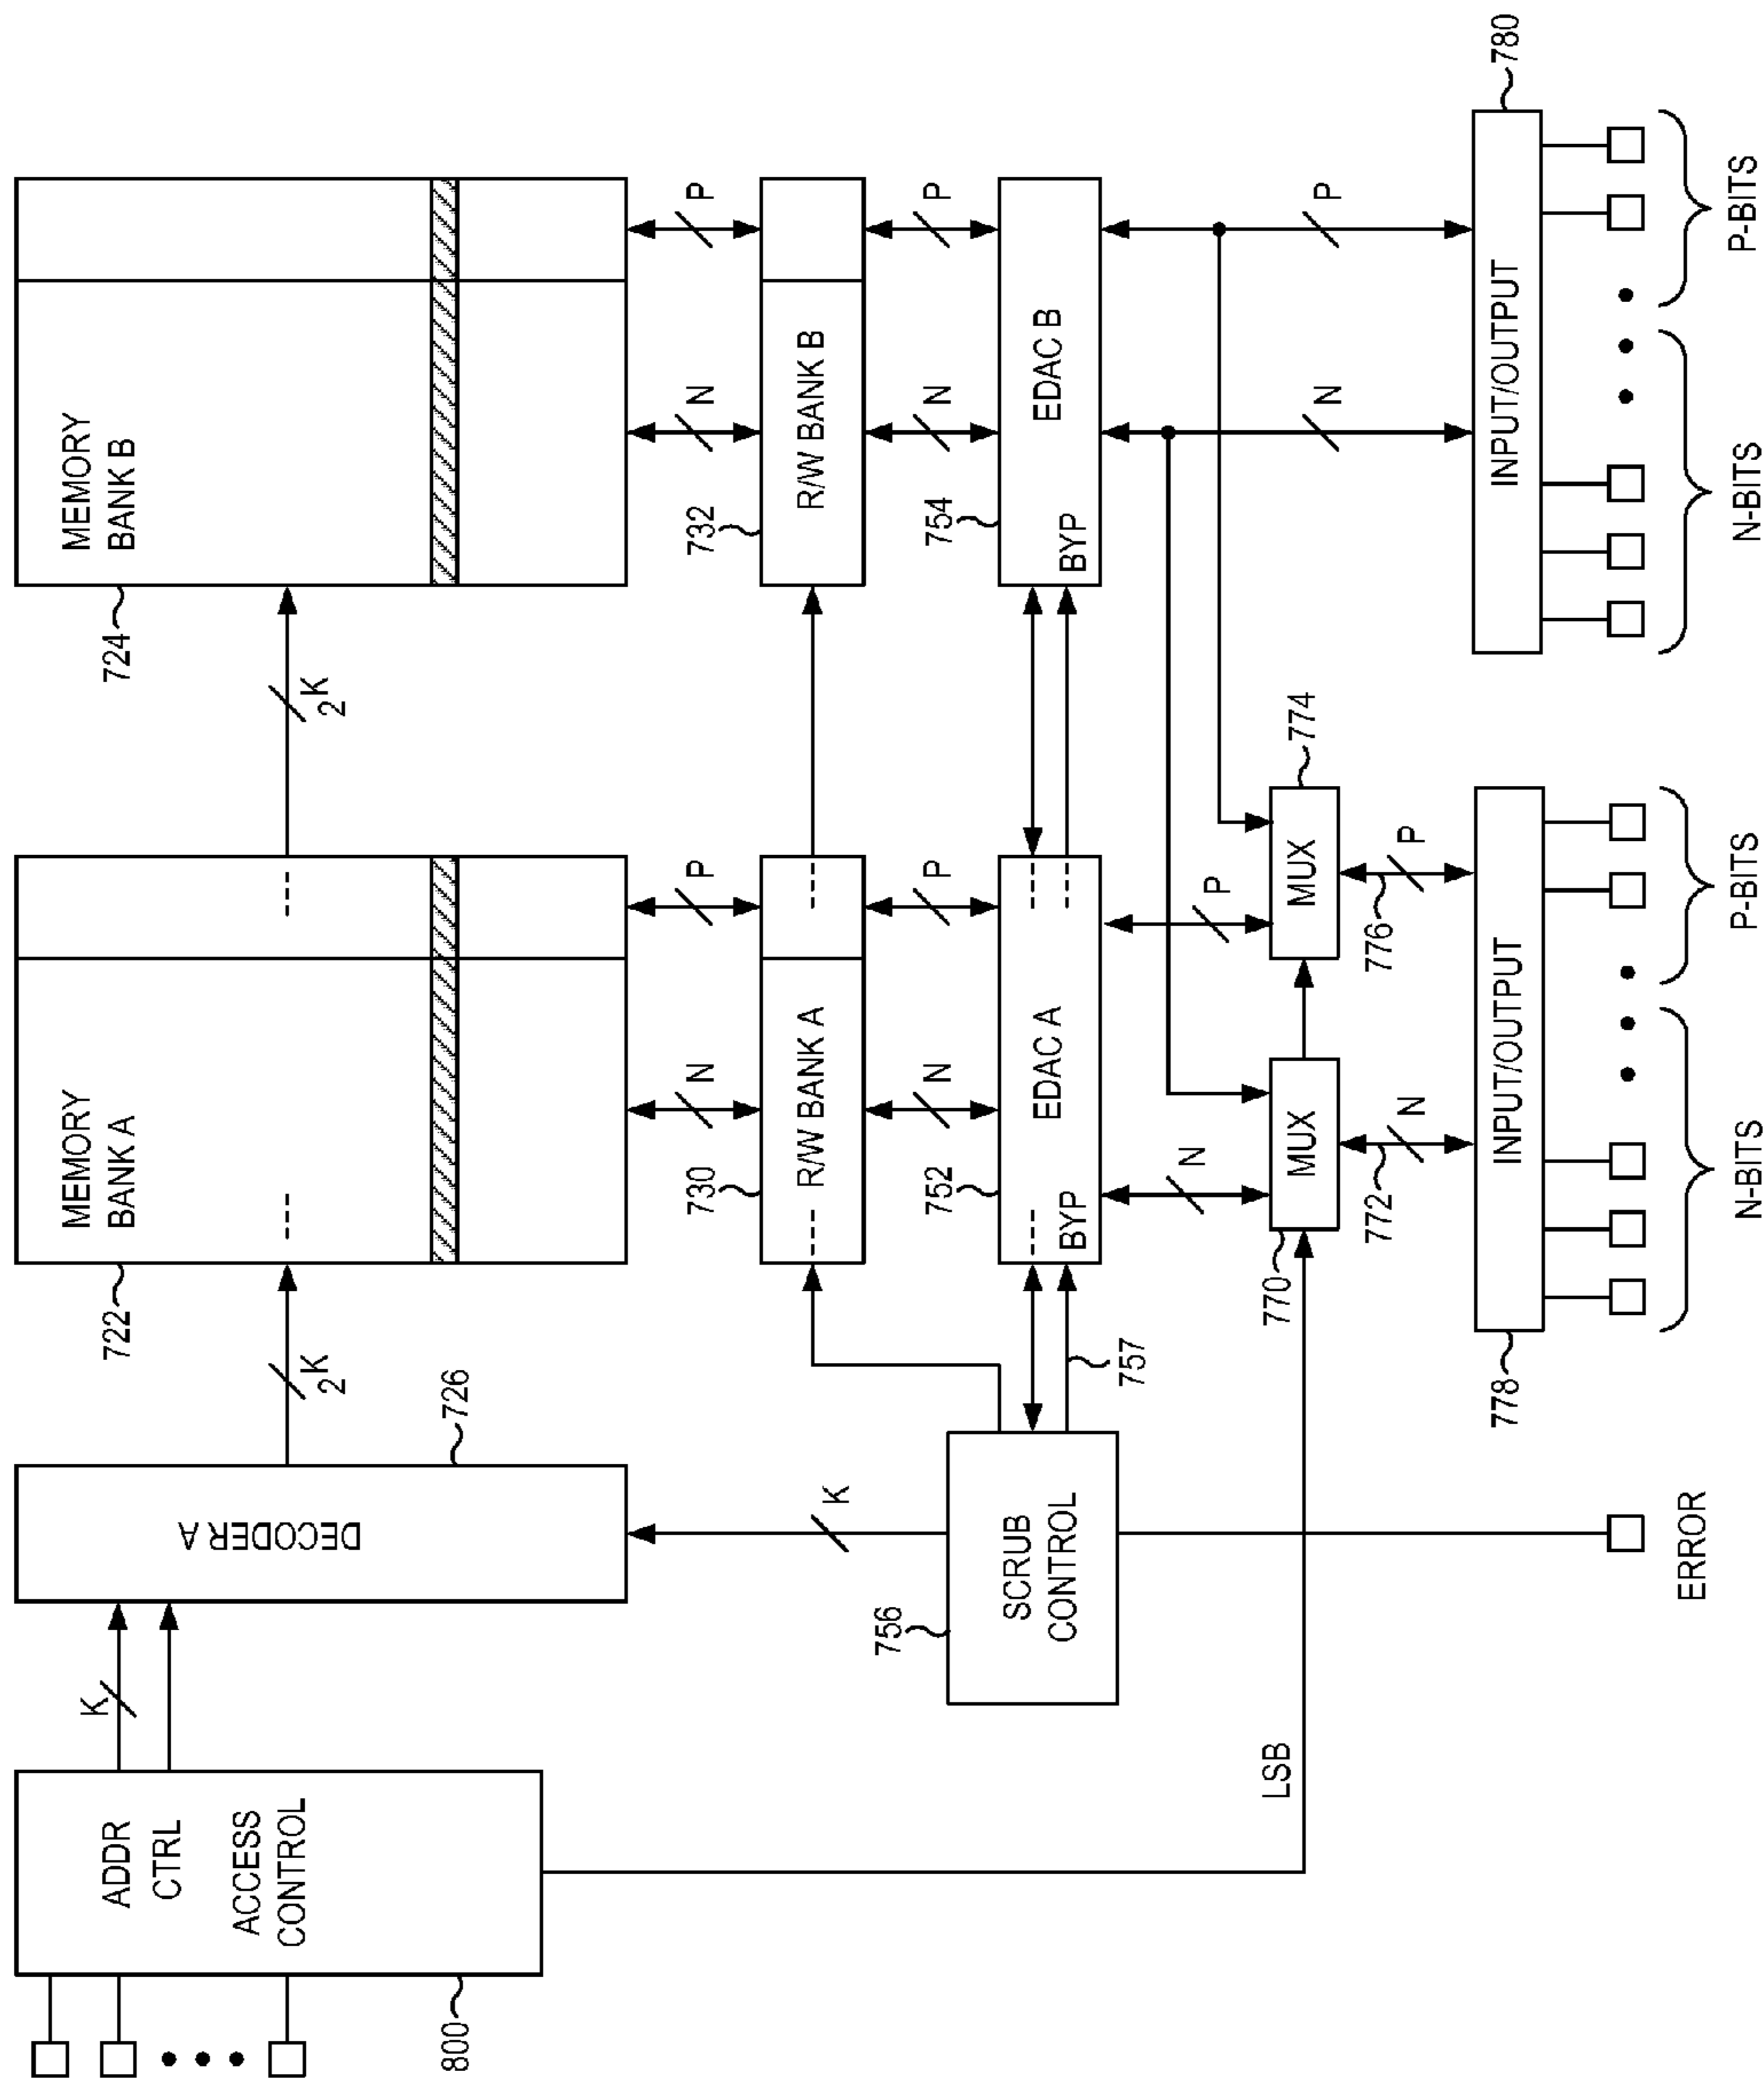 ADDR
CTRL
ACCESS
CONTROL
800
K
DECODER A
726
2K
MEMORY
BANK A
722
2K
MEMORY
BANK B
724
N
P
N
P
R/W BANK A
730
R/W BANK B
732
N
P
N
P
K
SCRUB
CONTROL
756
757
EDAC A
BYP
752
EDAC B
BYP
754
LSB
N
P
MUX
770
MUX
774
772
N
776
P
N
P
ERROR
INPUT/OUTPUT
778
N-BITS
P-BITS
INPUT/OUTPUT
780
N-BITS
P-BITS